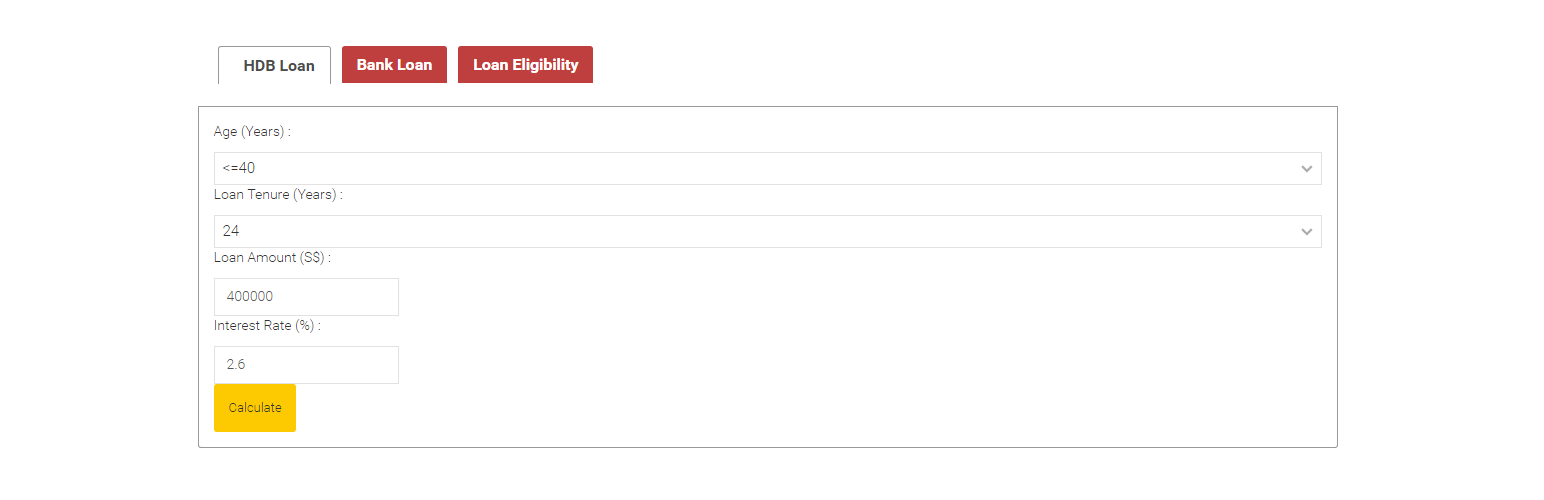 HDB Loan Bank Loan Loan Eligibility
Age (Years) :
<=40
Loan Tenure (Years) :
24
Loan Amount (S$) :
400000
Interest Rate (%) :
2.6
Calculate